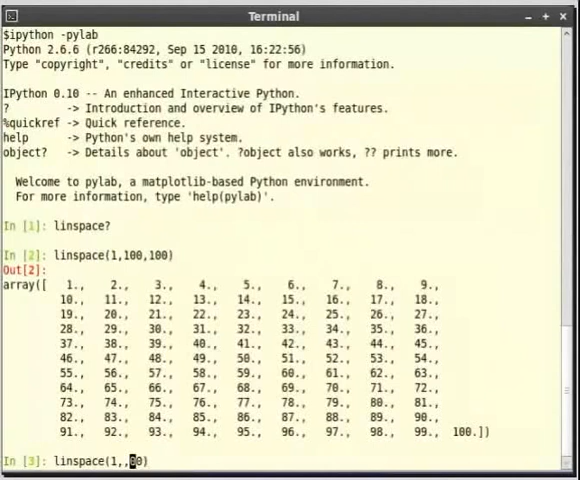 Terminal
$ipython -pylab
Python 2.6.6 (r266:84292, Sep 15 2010, 16:22:56)
Type "copyright", "credits" or "license" for more information.
IPython 0.10 -- An enhanced Interactive Python.
? -> Introduction and overview of IPython's features.
%quickref -> Quick reference.
help -> Python's own help system.
object? -> Details about 'object'. ?object also works, ?? prints more.
Welcome to pylab, a matplotlib-based Python environment.
For more information, type 'help(pylab)'.
In [1]: linspace?
In [2]: linspace(1,100,100)
Out[2]:
array([ 1., 2., 3., 4., 5., 6., 7., 8., 9.,
10., 11., 12., 13., 14., 15., 16., 17., 18.,
19., 20., 21., 22., 23., 24., 25., 26., 27.,
28., 29., 30., 31., 32., 33., 34., 35., 36.,
37., 38., 39., 40., 41., 42., 43., 44., 45.,
46., 47., 48., 49., 50., 51., 52., 53., 54.,
55., 56., 57., 58., 59., 60., 61., 62., 63.,
64., 65., 66., 67., 68., 69., 70., 71., 72.,
73., 74., 75., 76., 77., 78., 79., 80., 81.,
82., 83., 84., 85., 86., 87., 88., 89., 90.,
91., 92., 93., 94., 95., 96., 97., 98., 99., 100.])
In [3]: linspace(1,,00)